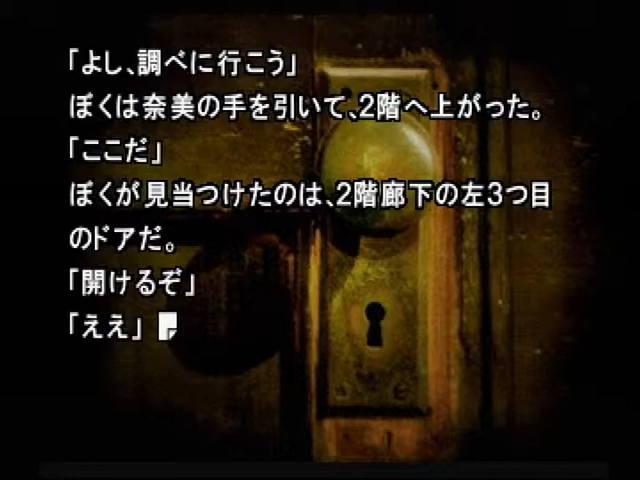 「よし、調べに行こう」
ぼくは奈美の手を引いて、2階へ上がった。
「ここだ」
ぼくが見当つけたのは、2階廊下の左3つ目
のドアだ。
「開けるぞ」
「ええ」